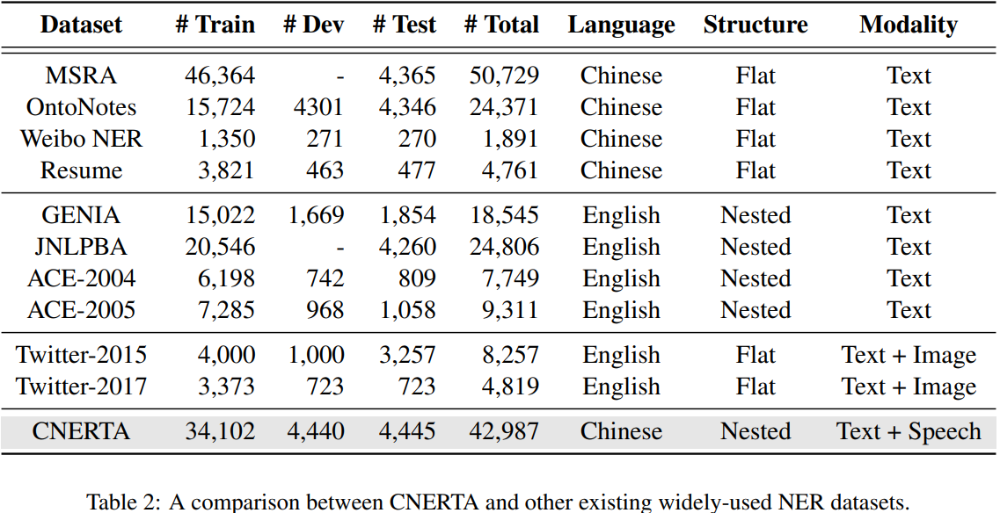 Dataset # Train # Dev # Test # Total Language Structure Modality
MSRA 46,364 - 4,365 50,729 Chinese Flat Text
OntoNotes 15,724 4301 4,346 24,371 Chinese Flat Text
Weibo NER 1,350 271 270 1,891 Chinese Flat Text
Resume 3,821 463 477 4,761 Chinese Flat Text
GENIA 15,022 1,669 1,854 18,545 English Nested Text
JNLPBA 20,546 - 4,260 24,806 English Nested Text
ACE-2004 6,198 742 809 7,749 English Nested Text
ACE-2005 7,285 968 1,058 9,311 English Nested Text
Twitter-2015 4,000 1,000 3,257 8,257 English Flat Text + Image
Twitter-2017 3,373 723 723 4,819 English Flat Text + Image
CNERTA 34,102 4,440 4,445 42,987 Chinese Nested Text + Speech
Table 2: A comparison between CNERTA and other existing widely-used NER datasets.